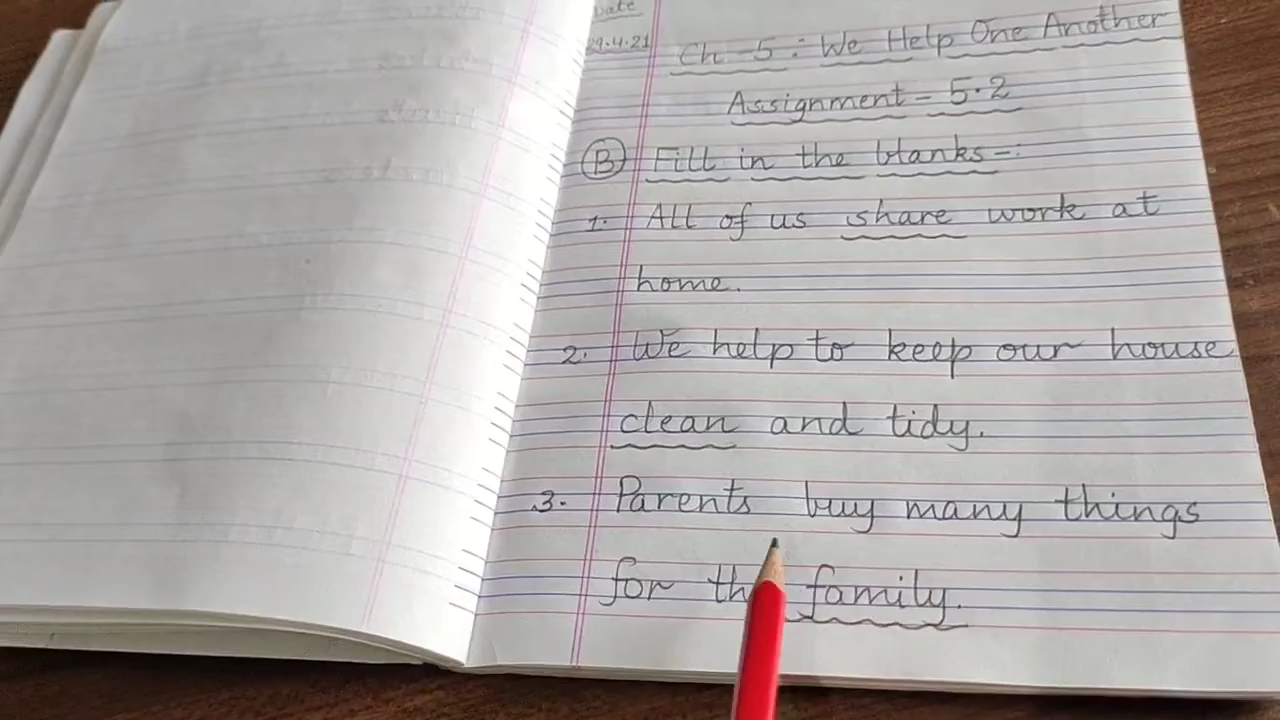 Date
29.4.21
Ch-5: We Help One Another
Assignment - 5.2
B Fill in the blanks-:
1. All of us share work at
home.
2. We help to keep our house
clean and tidy.
3. Parents buy many things
for the family.